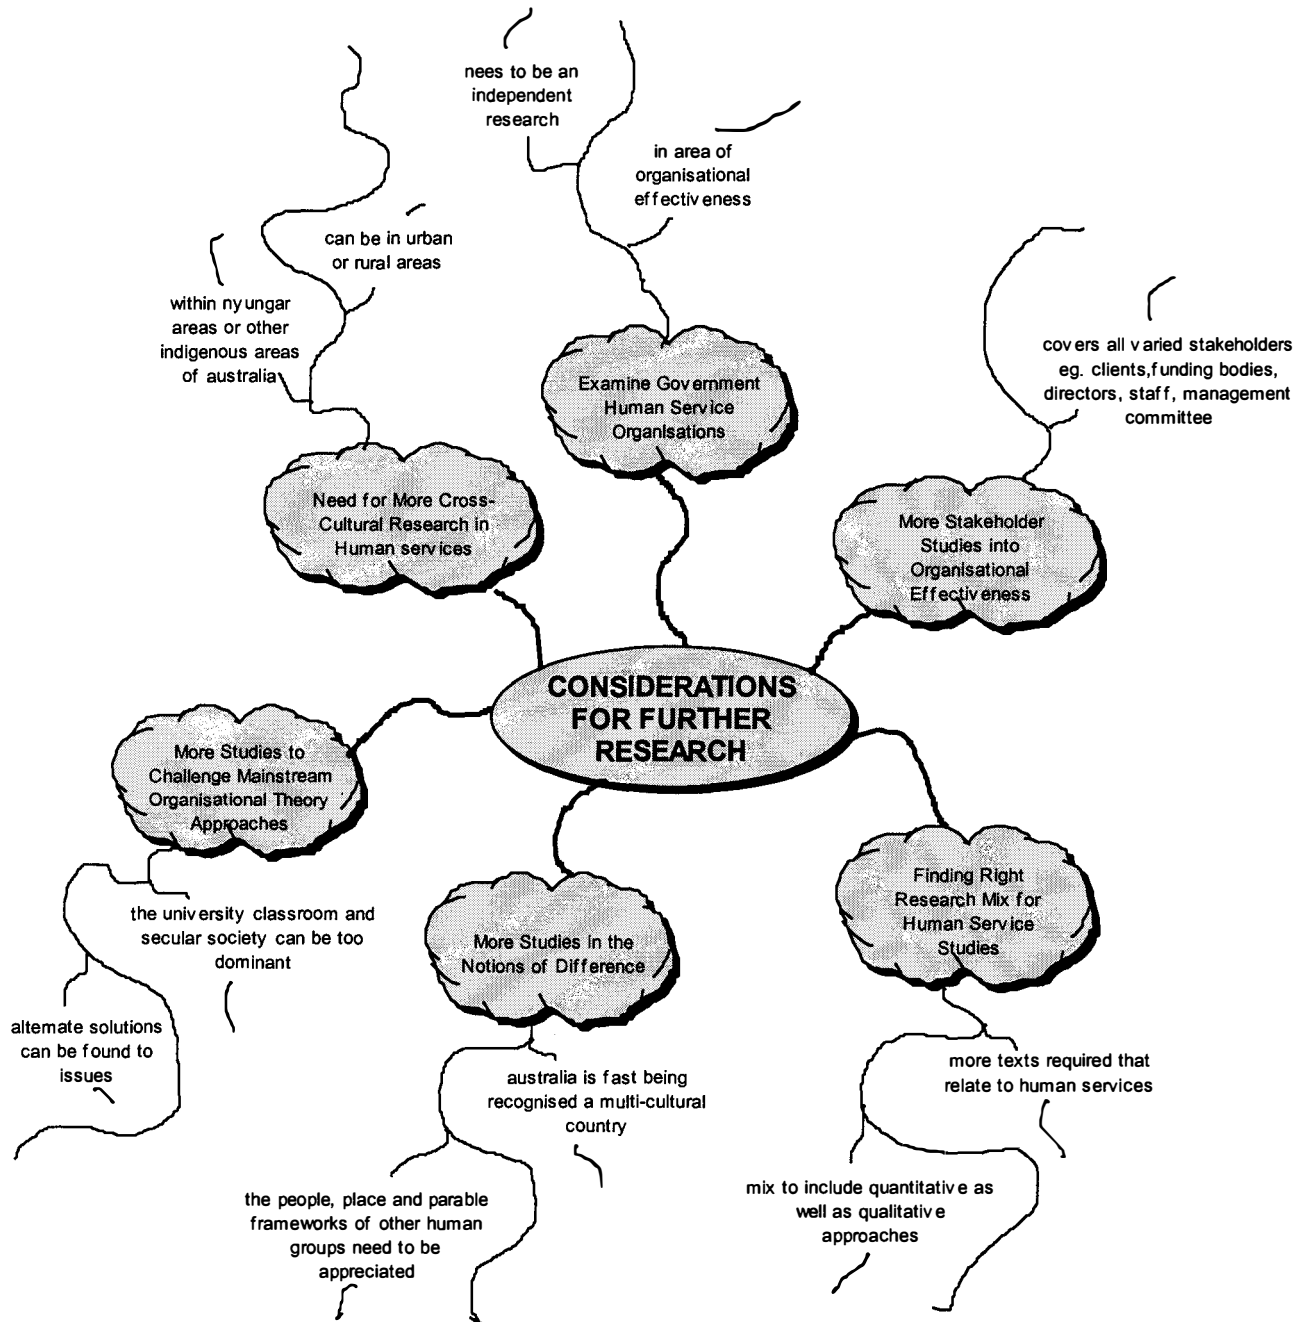 nees to be an
independent
research
in area of
organisational
effectiveness
can be in urban
or rural areas
within nyungar
areas or other
indigenous areas
of australia
Examine Government
Human Service
Organisations
covers all varied stakeholders
eg. clients,funding bodies,
directors, staff, management
committee
Need for More Cross-
Cultural Research in
Human services
More Stakeholder
Studies into
Organisational
Effectiveness
CONSIDERATIONS
FOR FURTHER
RESEARCH
More Studies to
Challenge Mainstream
Organisational Theory
Approaches
Finding Right
Research Mix for
Human Service
Studies
the university classroom and
secular society can be too
dominant
More Studies in the
Notions of Difference
alternate solutions
can be found to
issues
australia is fast being
recognised a multi-cultural
country
more texts required that
relate to human services
the people, place and parable
frameworks of other human
groups need to be
appreciated
mix to include quantitative as
well as qualitative
approaches